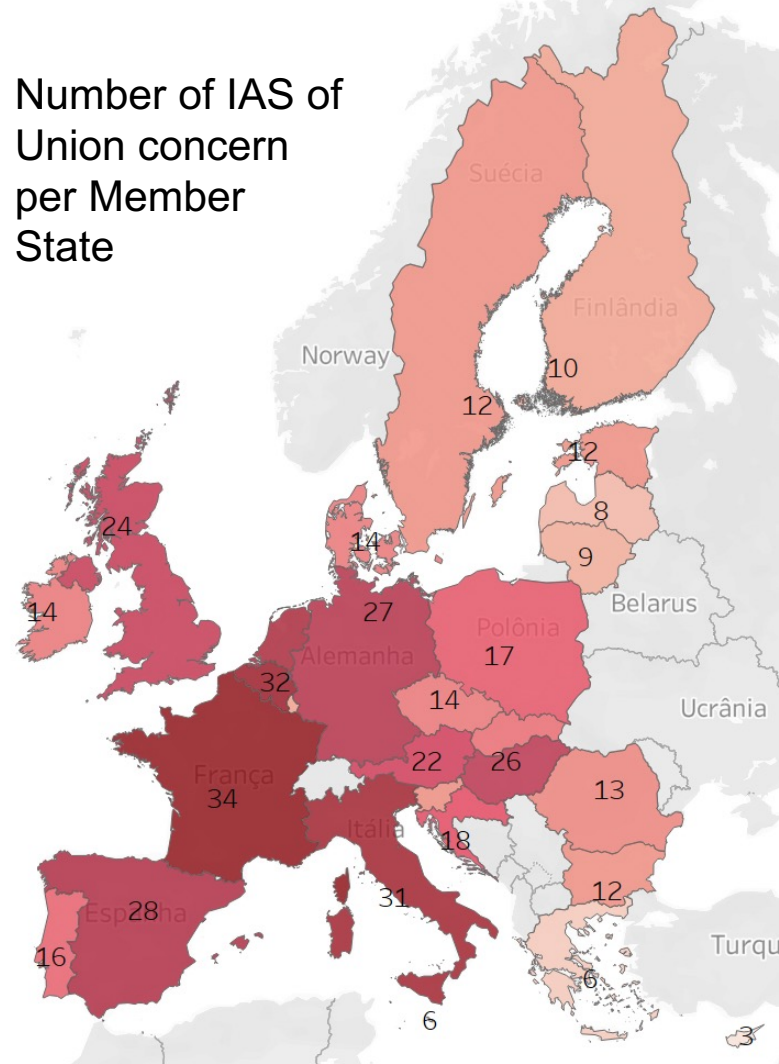 Number of IAS of
Union concern
per Member
State
Suécia
Finlândia
Norway
10
12
12
24
8
14
9
Belarus
14
27
Polônia
Alemanha
17
32
14
Ucrânia
22
26
França
34
13
Itália
18
28
Espanha
31
12
16
Turqu
6
6
3